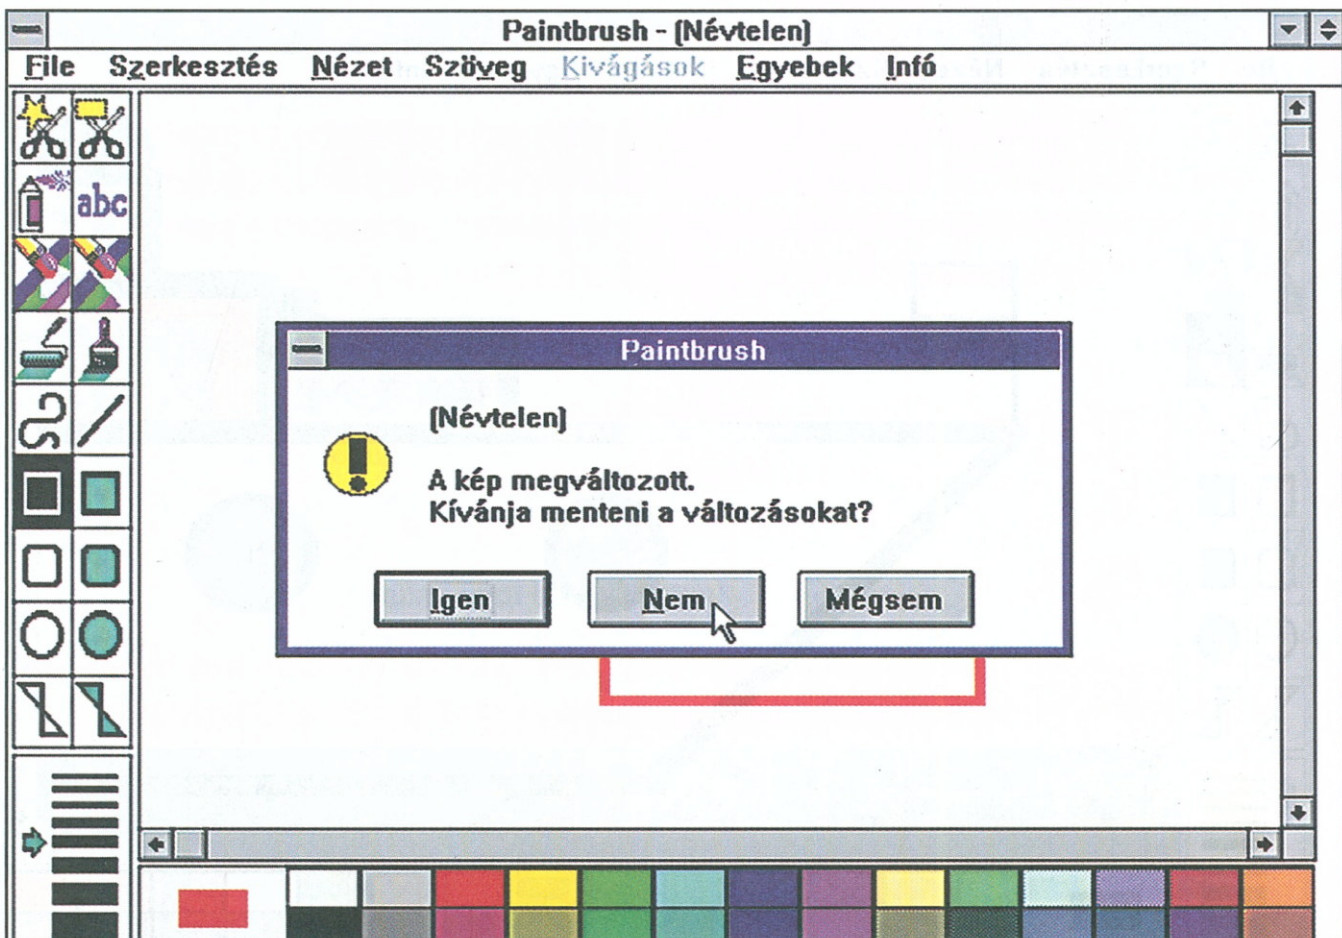 Paintbrush - (Névtelen)
File Szerkesztés Nézet Szöveg Kivágások Egyebek Infó
abc
Paintbrush
(Névtelen)
A kép megváltozott.
Kívánja menteni a változásokat?
Igen Nem Mégsem